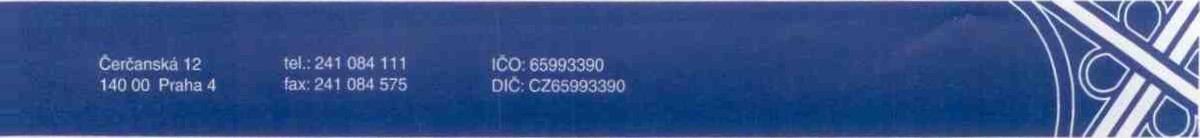 Čerčanská 12 tel.: 241 084 111 IČO: 65993390
140 00 Praha 4 fax: 241 084 575 DIČ: CZ65993390